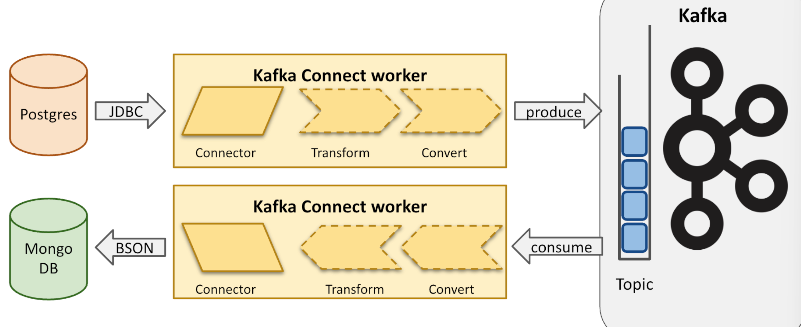 Kafka
Kafka Connect worker
Postgres
JDBC
produce
Connector
Transform
Convert
Kafka Connect worker
Mongo
DB
BSON
consume
Connector
Transform
Convert
Topic